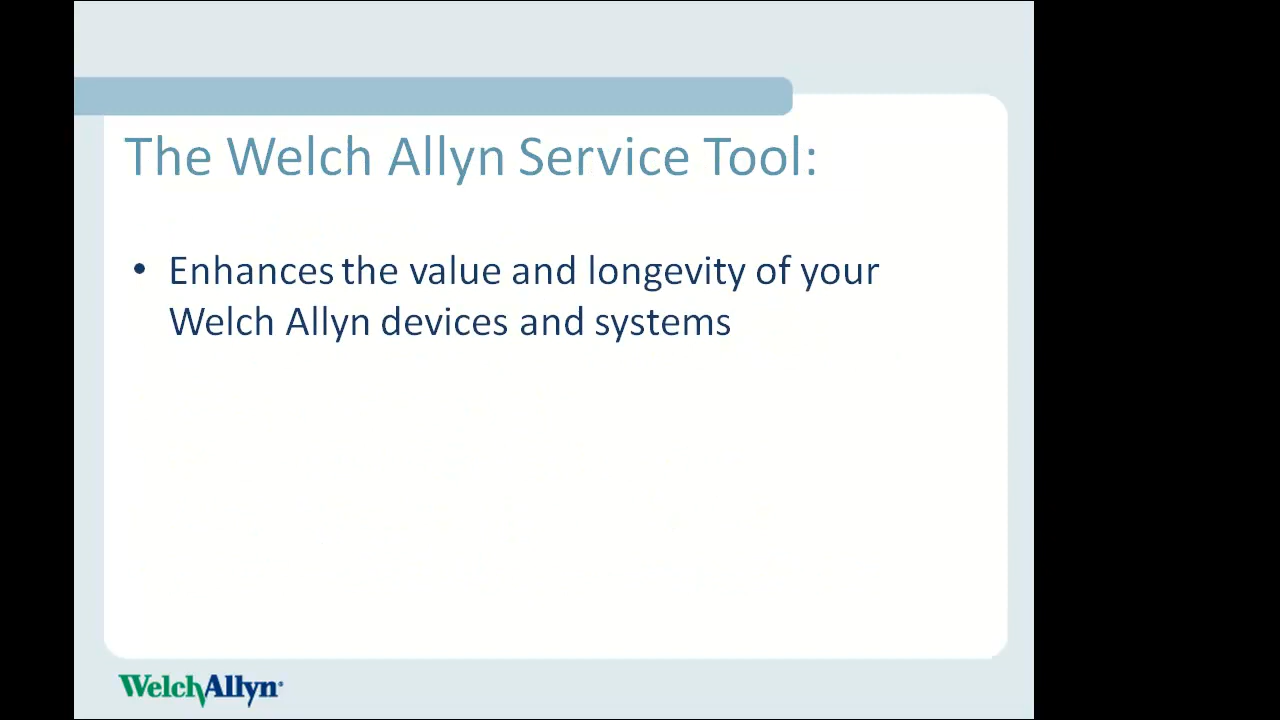 The Welch Allyn Service Tool:
• Enhances the value and longevity of your
Welch Allyn devices and systems
WelchAllyn®